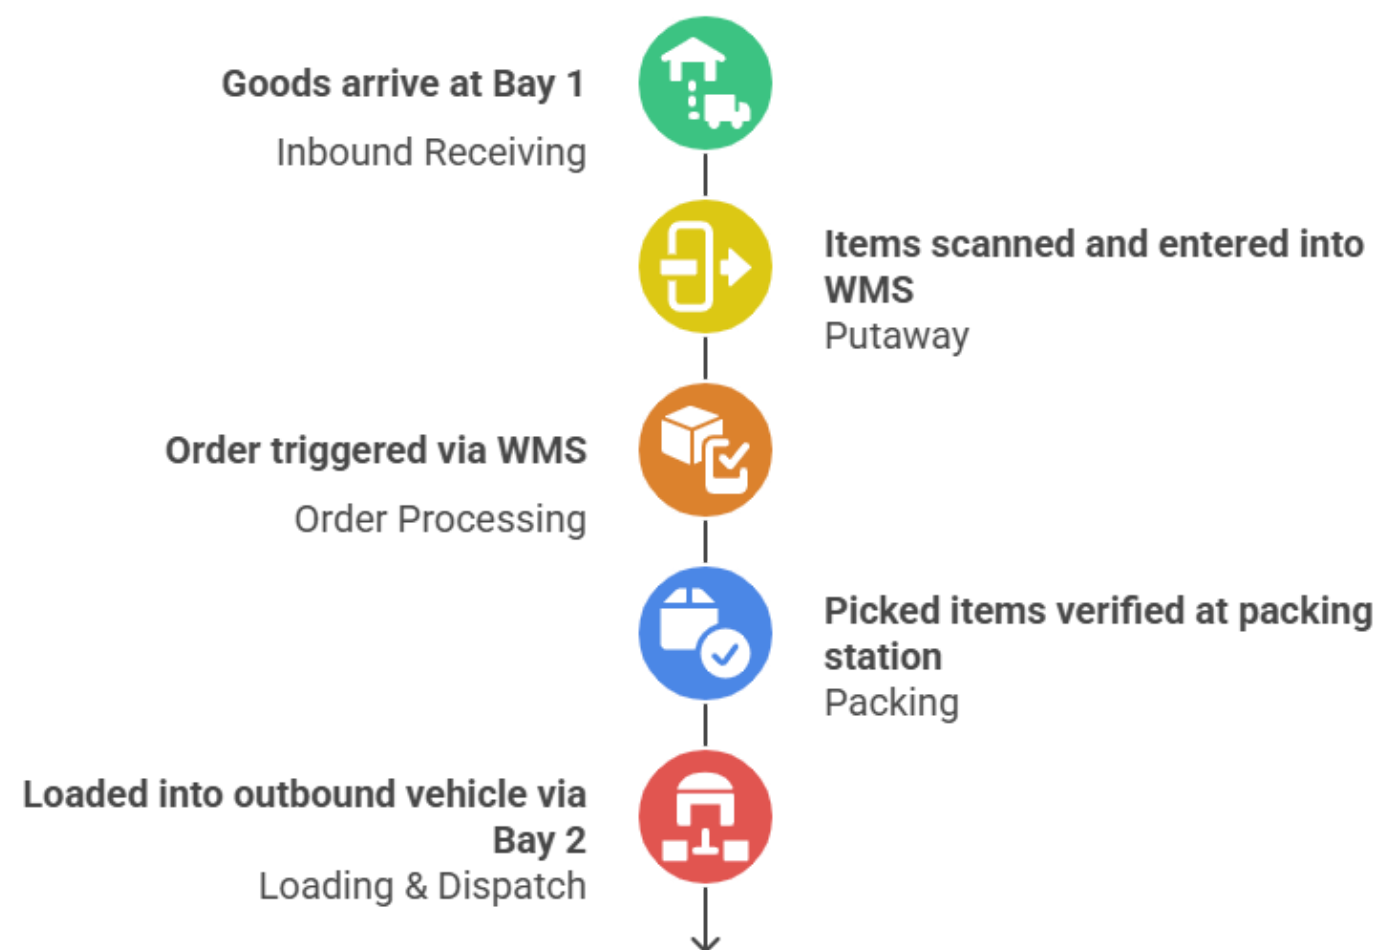 Goods arrive at Bay 1
Inbound Receiving
Items scanned and entered into
WMS
Putaway
Order triggered via WMS
Order Processing
Picked items verified at packing
station
Packing
Loaded into outbound vehicle via
Bay 2
Loading & Dispatch